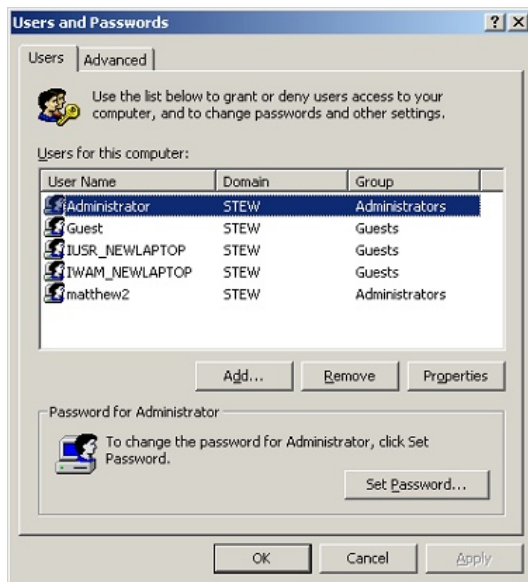 Users and Passwords
Users
Advanced
Use the list below to grant or deny users access to your
computer, and to change passwords and other settings.
Users for this computer:
User Name Domain Group
Administrator STEW Administrators
Guest STEW Guests
IUSR_NEWLAPTOP STEW Guests
IWAM_NEWLAPTOP STEW Guests
matthew2 STEW Administrators
Add... Remove Properties
Password for Administrator
To change the password for Administrator, click Set
Password.
Set Password...
OK Cancel Apply